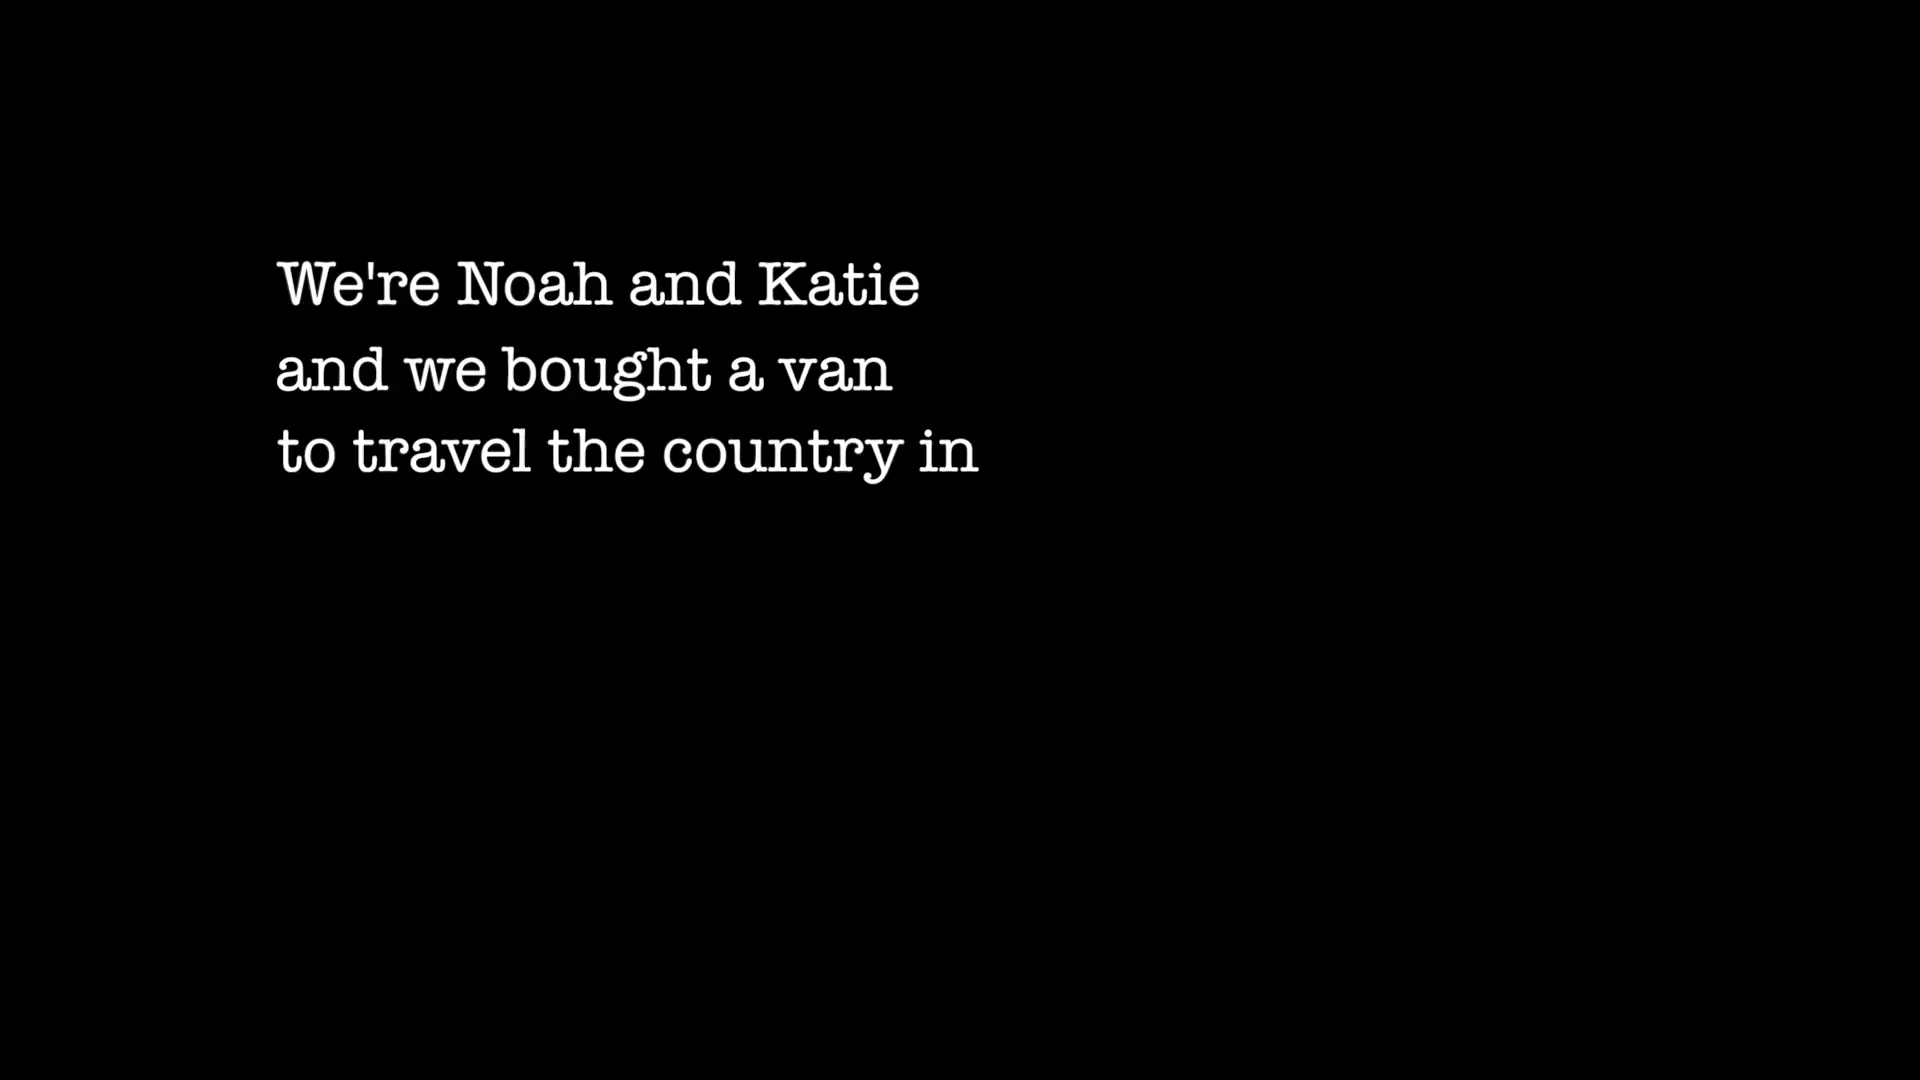 We're Noah and Katie
and we bought a van
to travel the country in